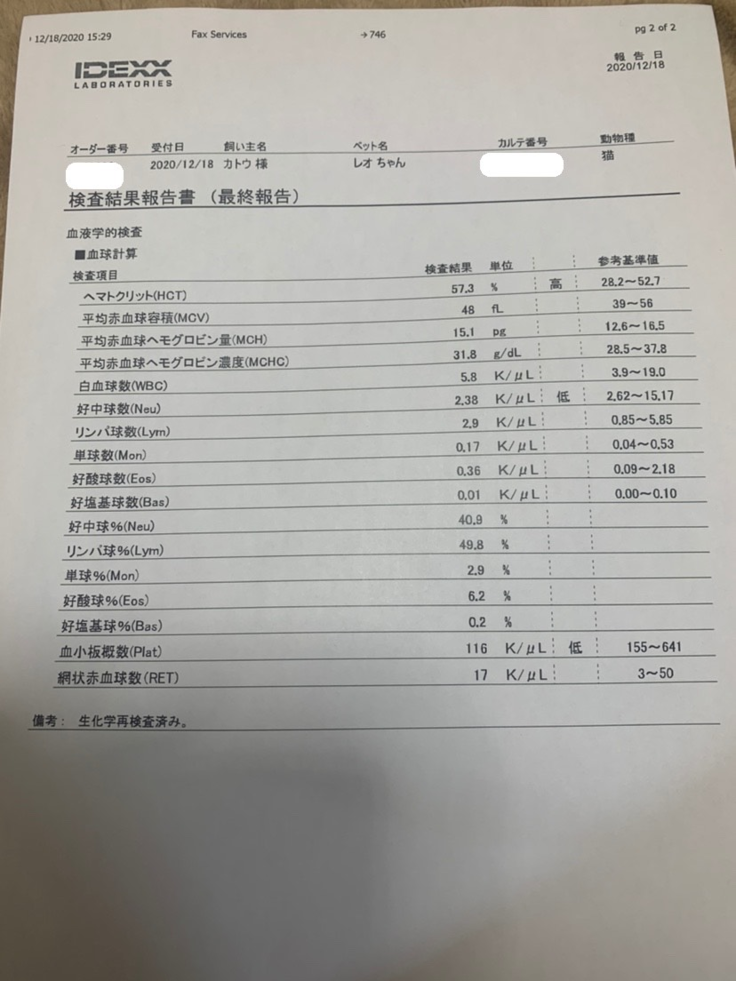 12/18/2020 15:29 Fax Services →746 pg 2 of 2
IDEXX
LABORATORIES
報告日
2020/12/18
オーダー番号 受付日 飼い主名 ペット名 カルテ番号 動物種
2020/12/18 カトウ 様 レオ ちゃん 猫
検査結果報告書 (最終報告)
血液学的検査
■血球計算
検査項目 検査結果 単位 参考基準値
ヘマトクリット(HCT) 57.3 % 高 28.2~52.7
平均赤血球容積(MCV) 48 fL 39~56
平均赤血球ヘモグロビン量(MCH) 15.1 pg 12.6~16.5
平均赤血球ヘモグロビン濃度(MCHC) 31.8 g/dL 28.5~37.8
白血球数(WBC) 5.8 K/μL 3.9~19.0
好中球数(Neu) 2.38 K/μL 低 2.62~15.17
リンパ球数(Lym) 2.9 K/μL 0.85~5.85
単球数(Mon) 0.17 K/μL 0.04~0.53
好酸球数(Eos) 0.36 K/μL 0.09~2.18
好塩基球数(Bas) 0.01 K/μL 0.00~0.10
好中球%(Neu) 40.9 %
リンパ球%(Lym) 49.8 %
単球%(Mon) 2.9 %
好酸球%(Eos) 6.2 %
好塩基球%(Bas) 0.2 %
血小板概数(Plat) 116 K/μL 低 155~641
網状赤血球数(RET) 17 K/μL 3~50
備考: 生化学再検査済み。